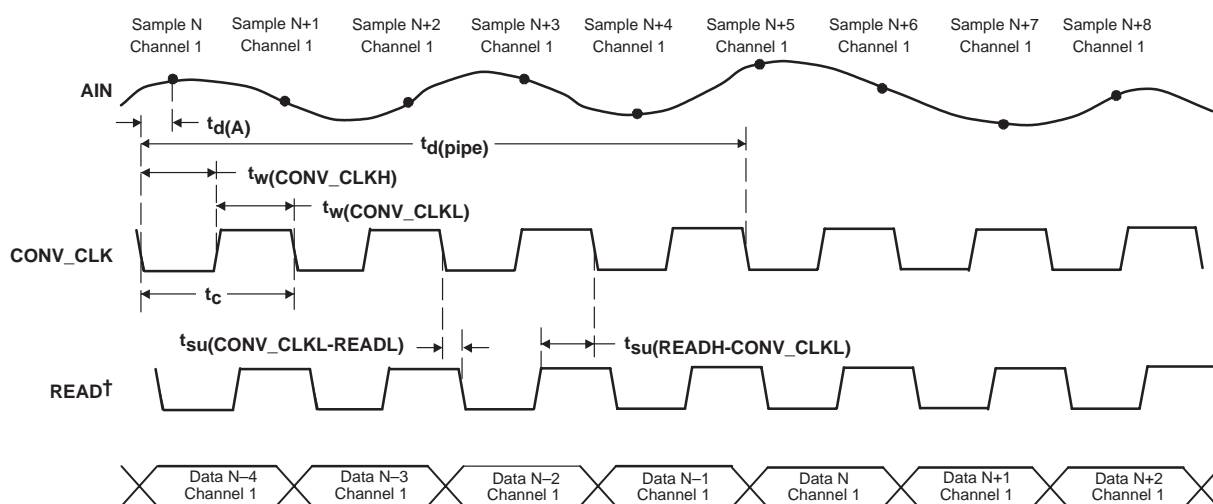 Sample N Sample N+1 Sample N+2 Sample N+3 Sample N+4 Sample N+5 Sample N+6 Sample N+7 Sample N+8
Channel 1 Channel 1 Channel 1 Channel 1 Channel 1 Channel 1 Channel 1 Channel 1 Channel 1
AIN
td(A)
td(pipe)
tw(CONV_CLKH)
tw(CONV_CLKL)
CONV_CLK
tc
tsu(CONV_CLKL-READL) tsu(READH-CONV_CLKL)
READ†
Data N–4 Data N–3 Data N–2 Data N–1 Data N Data N+1 Data N+2
Channel 1 Channel 1 Channel 1 Channel 1 Channel 1 Channel 1 Channel 1